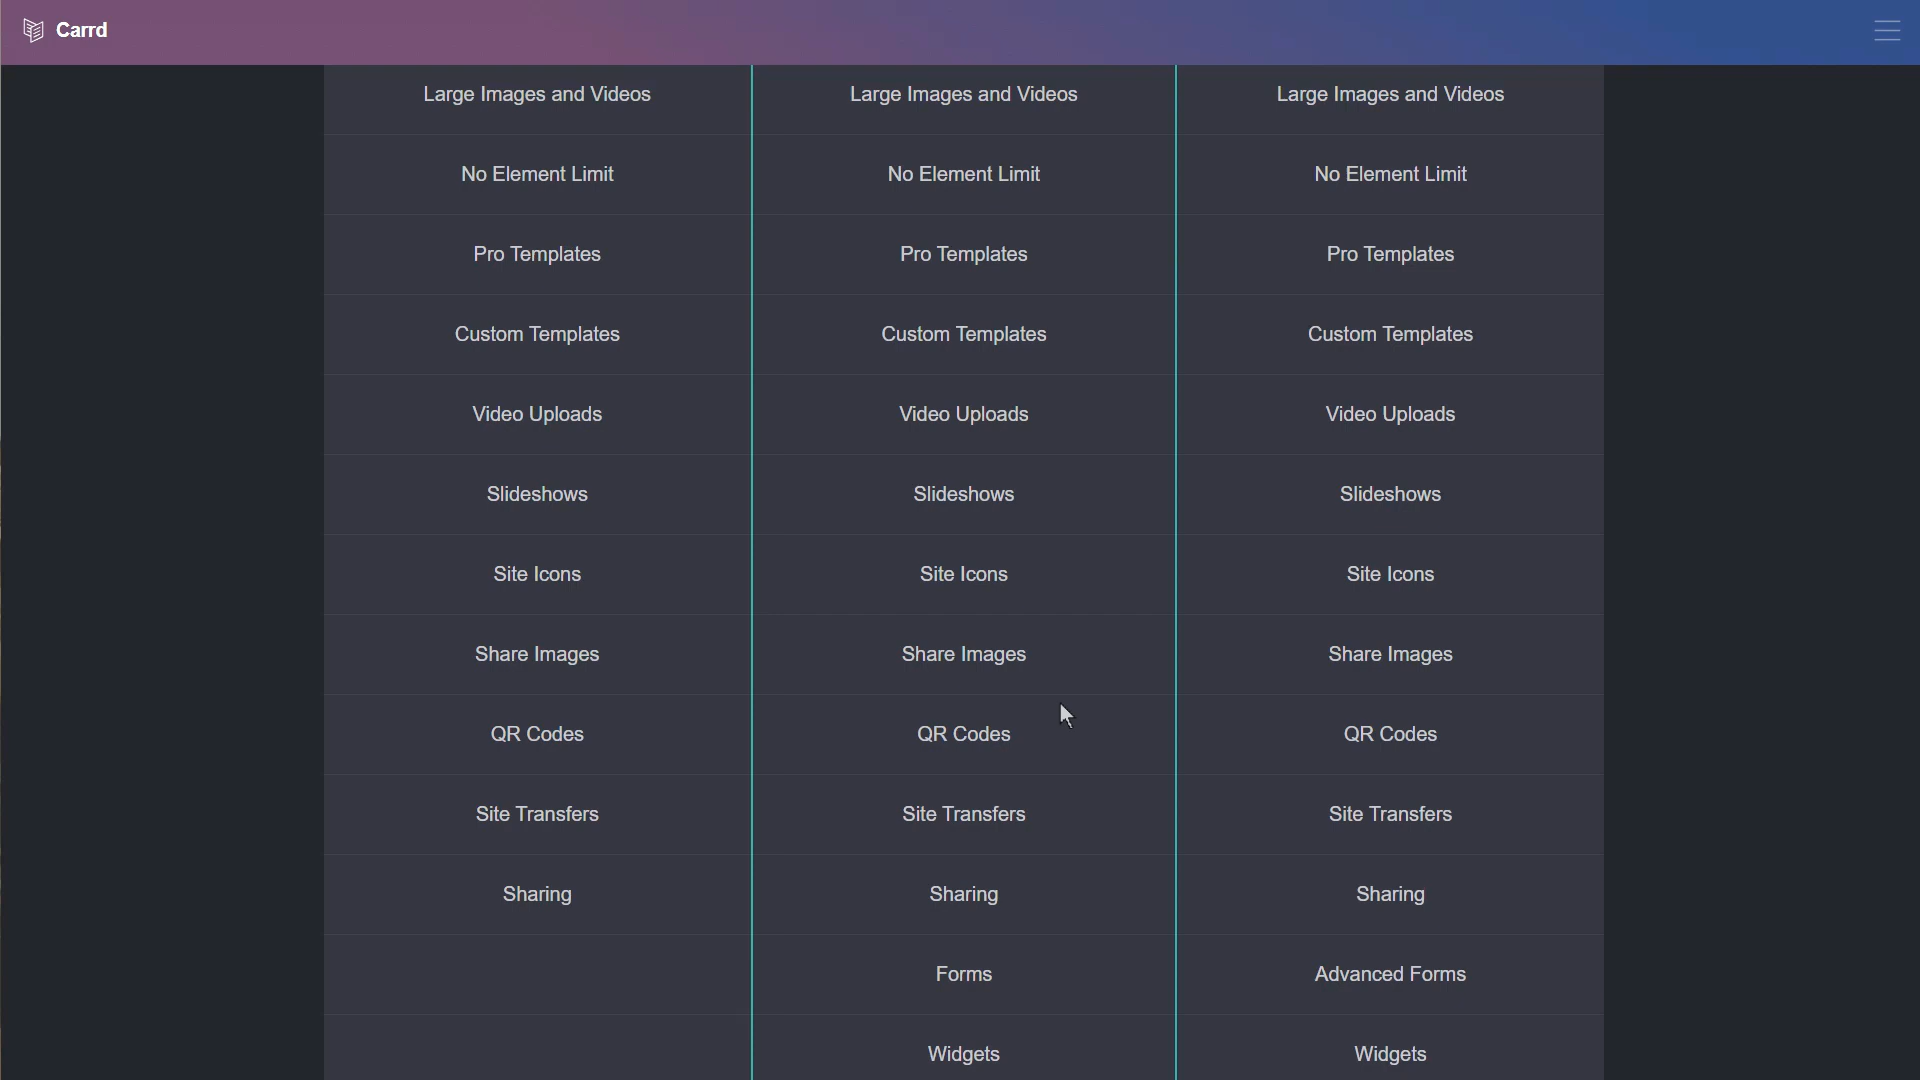 Carrd
Large Images and Videos Large Images and Videos Large Images and Videos
No Element Limit No Element Limit No Element Limit
Pro Templates Pro Templates Pro Templates
Custom Templates Custom Templates Custom Templates
Video Uploads Video Uploads Video Uploads
Slideshows Slideshows Slideshows
Site Icons Site Icons Site Icons
Share Images Share Images Share Images
QR Codes QR Codes QR Codes
Site Transfers Site Transfers Site Transfers
Sharing Sharing Sharing
Forms Advanced Forms
Widgets Widgets